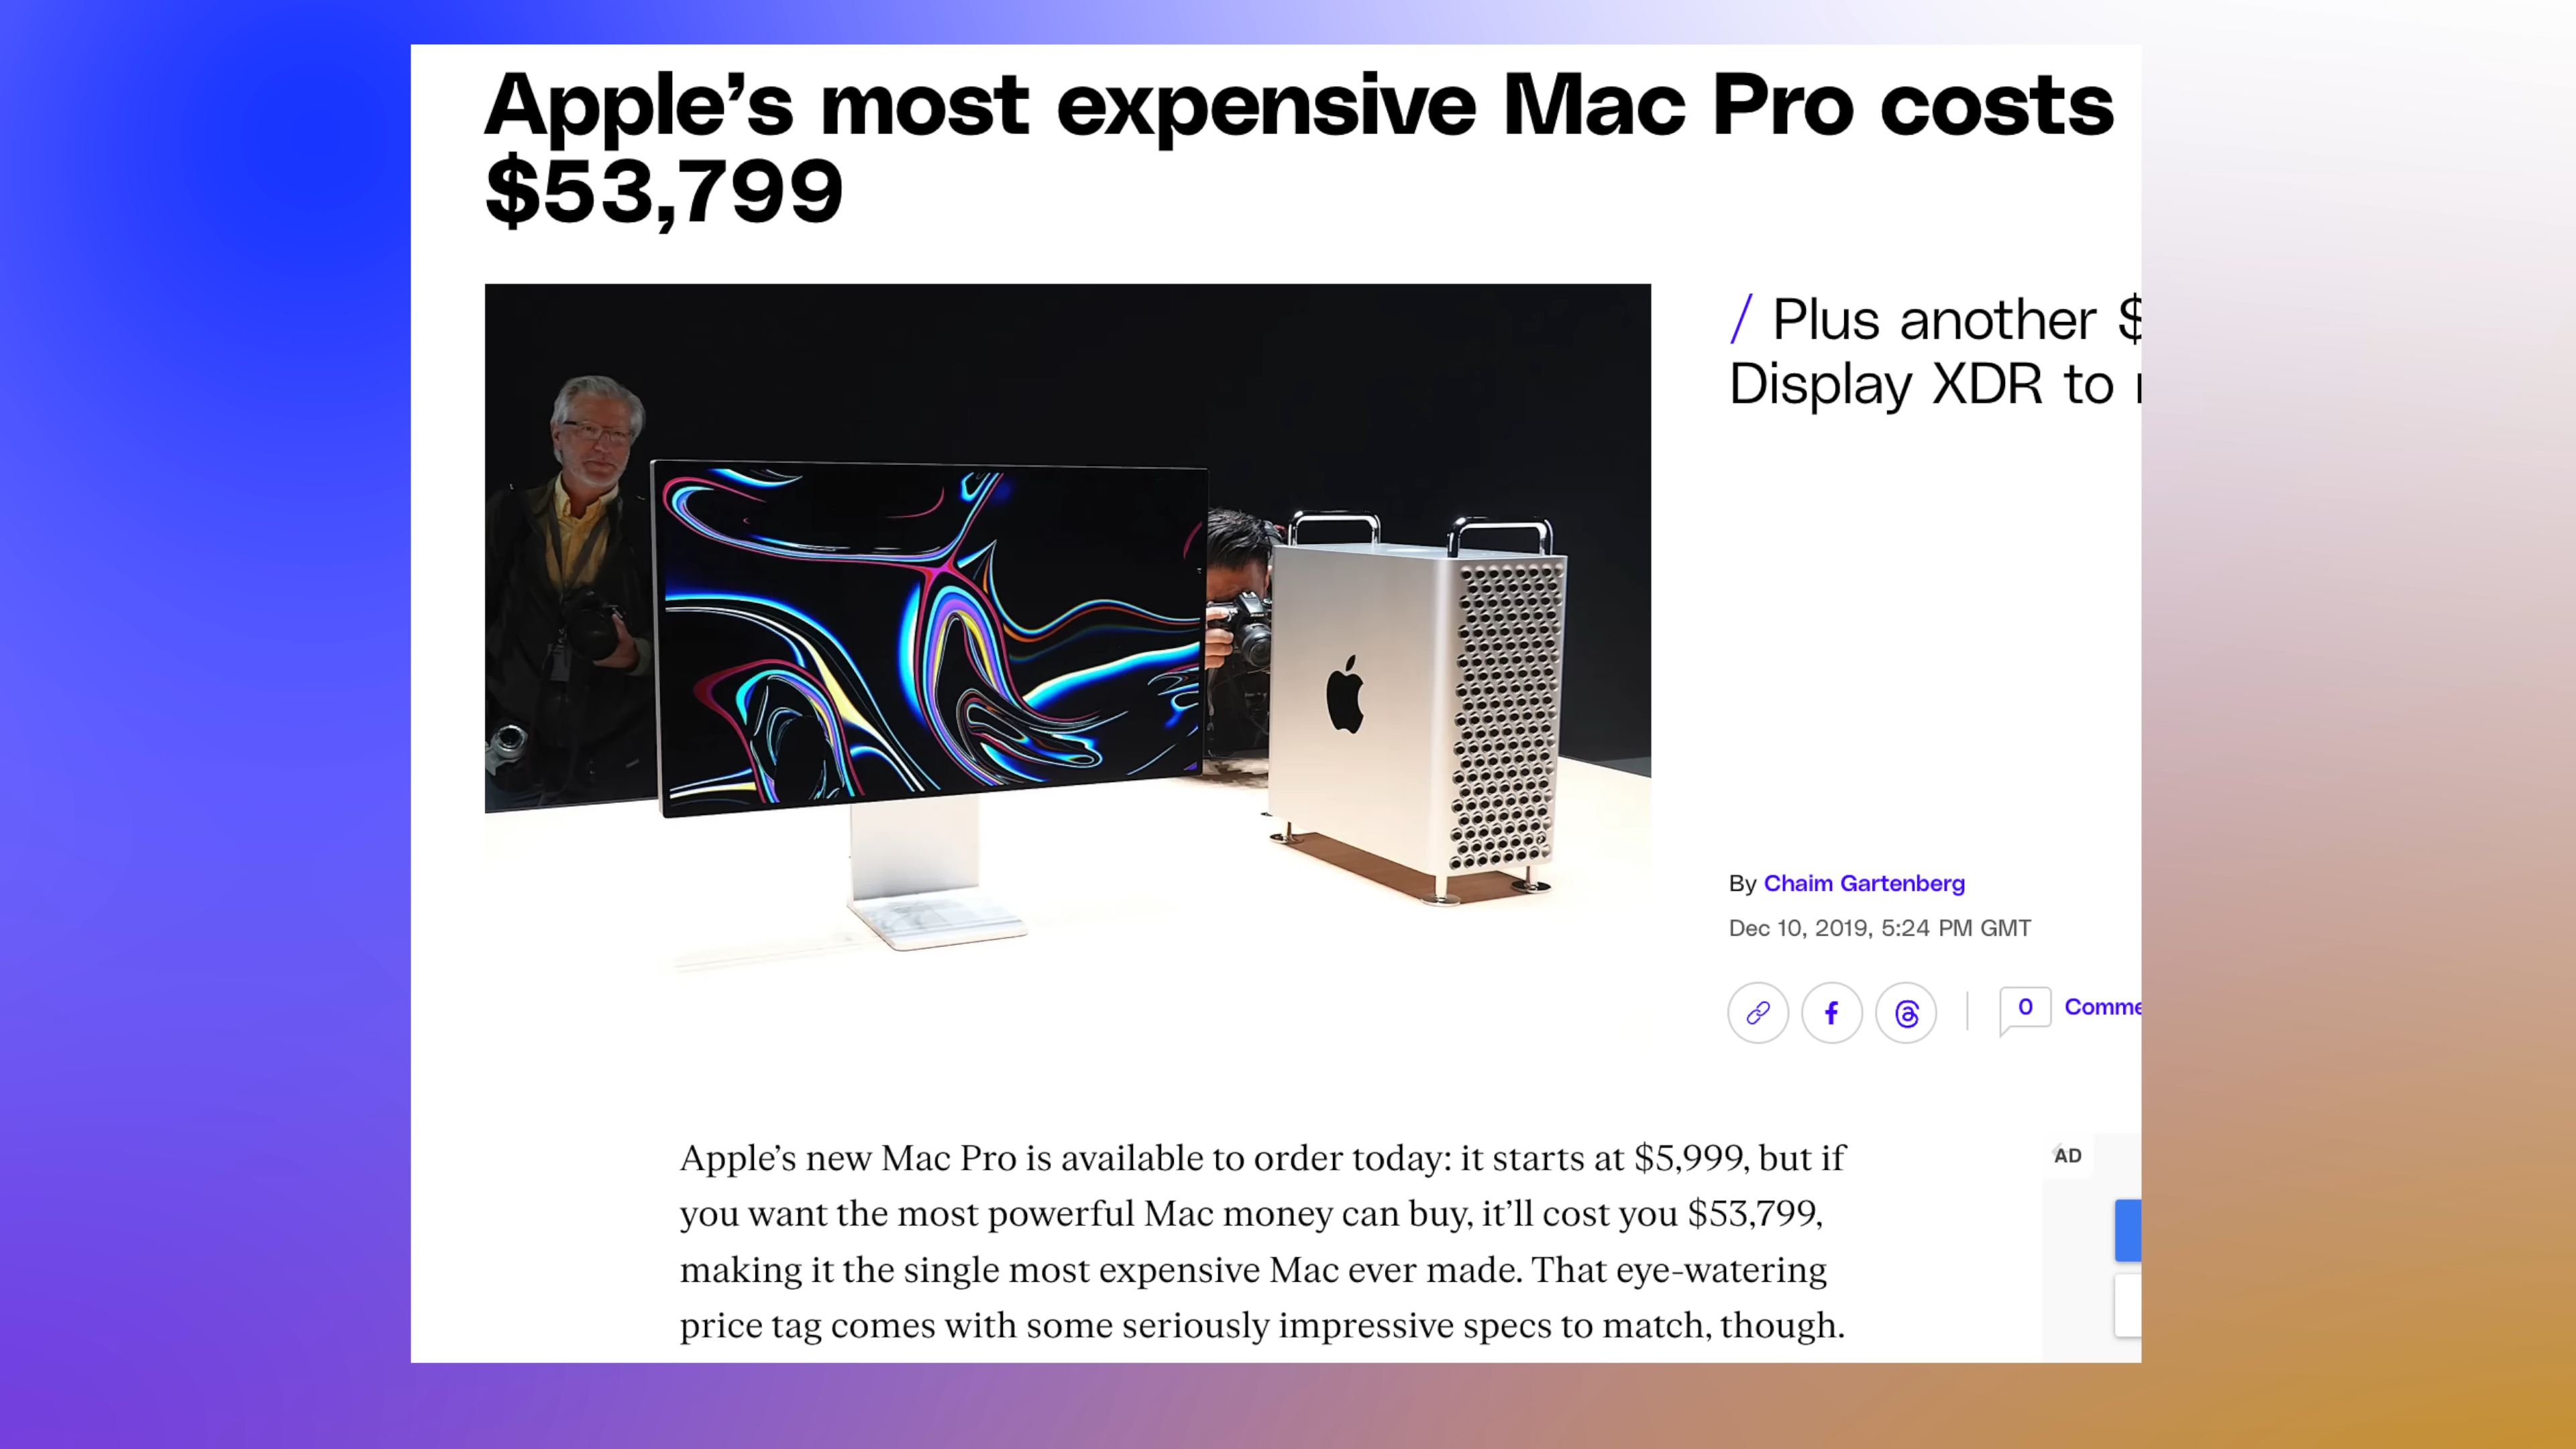 Apple’s most expensive Mac Pro costs
$53,799
/ Plus another $
Display XDR to
By Chaim Gartenberg
Dec 10, 2019, 5:24 PM GMT
0 Comme
Apple’s new Mac Pro is available to order today: it starts at $5,999, but if
you want the most powerful Mac money can buy, it’ll cost you $53,799,
making it the single most expensive Mac ever made. That eye-watering
price tag comes with some seriously impressive specs to match, though.
AD